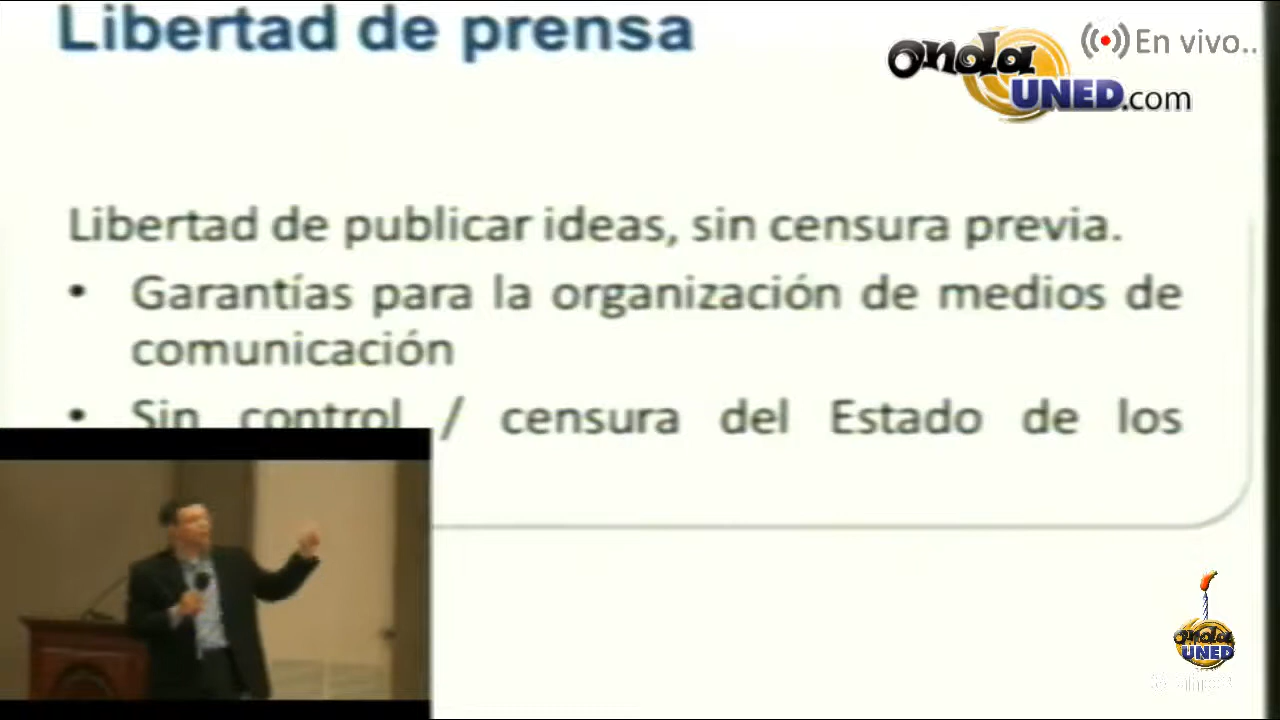 Libertad de prensa
onda
UNED.com
En vivo..
Libertad de publicar ideas, sin censura previa.
• Garantías para la organización de medios de
comunicación
• Sin control / censura del Estado de los
onda
UNED